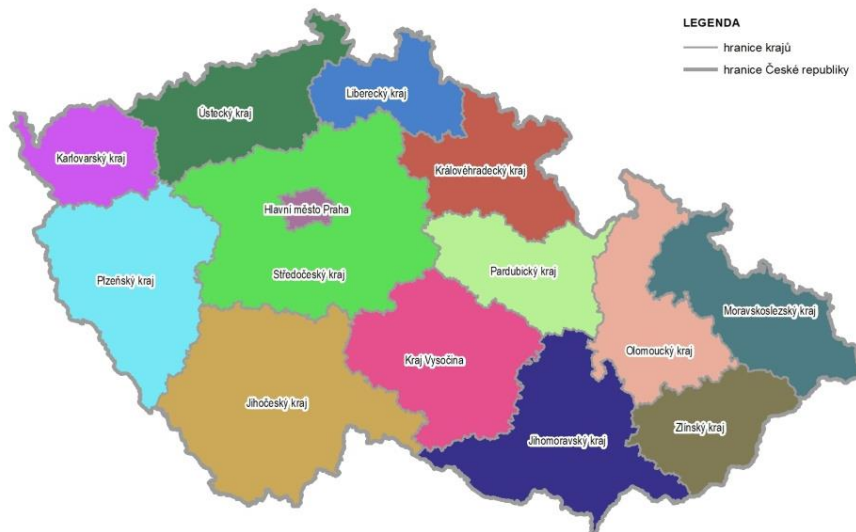 LEGENDA
hranice krajů
hranice České republiky
Ústecký kraj
Liberecký kraj
Karlovarský kraj
Královéhradecký kraj
Hlavní město Praha
Středočeský kraj
Pardubický kraj
Plzeňský kraj
Moravskoslezský kraj
Olomoucký kraj
Kraj Vysočina
Jihočeský kraj
Zlínský kraj
Jihomoravský kraj